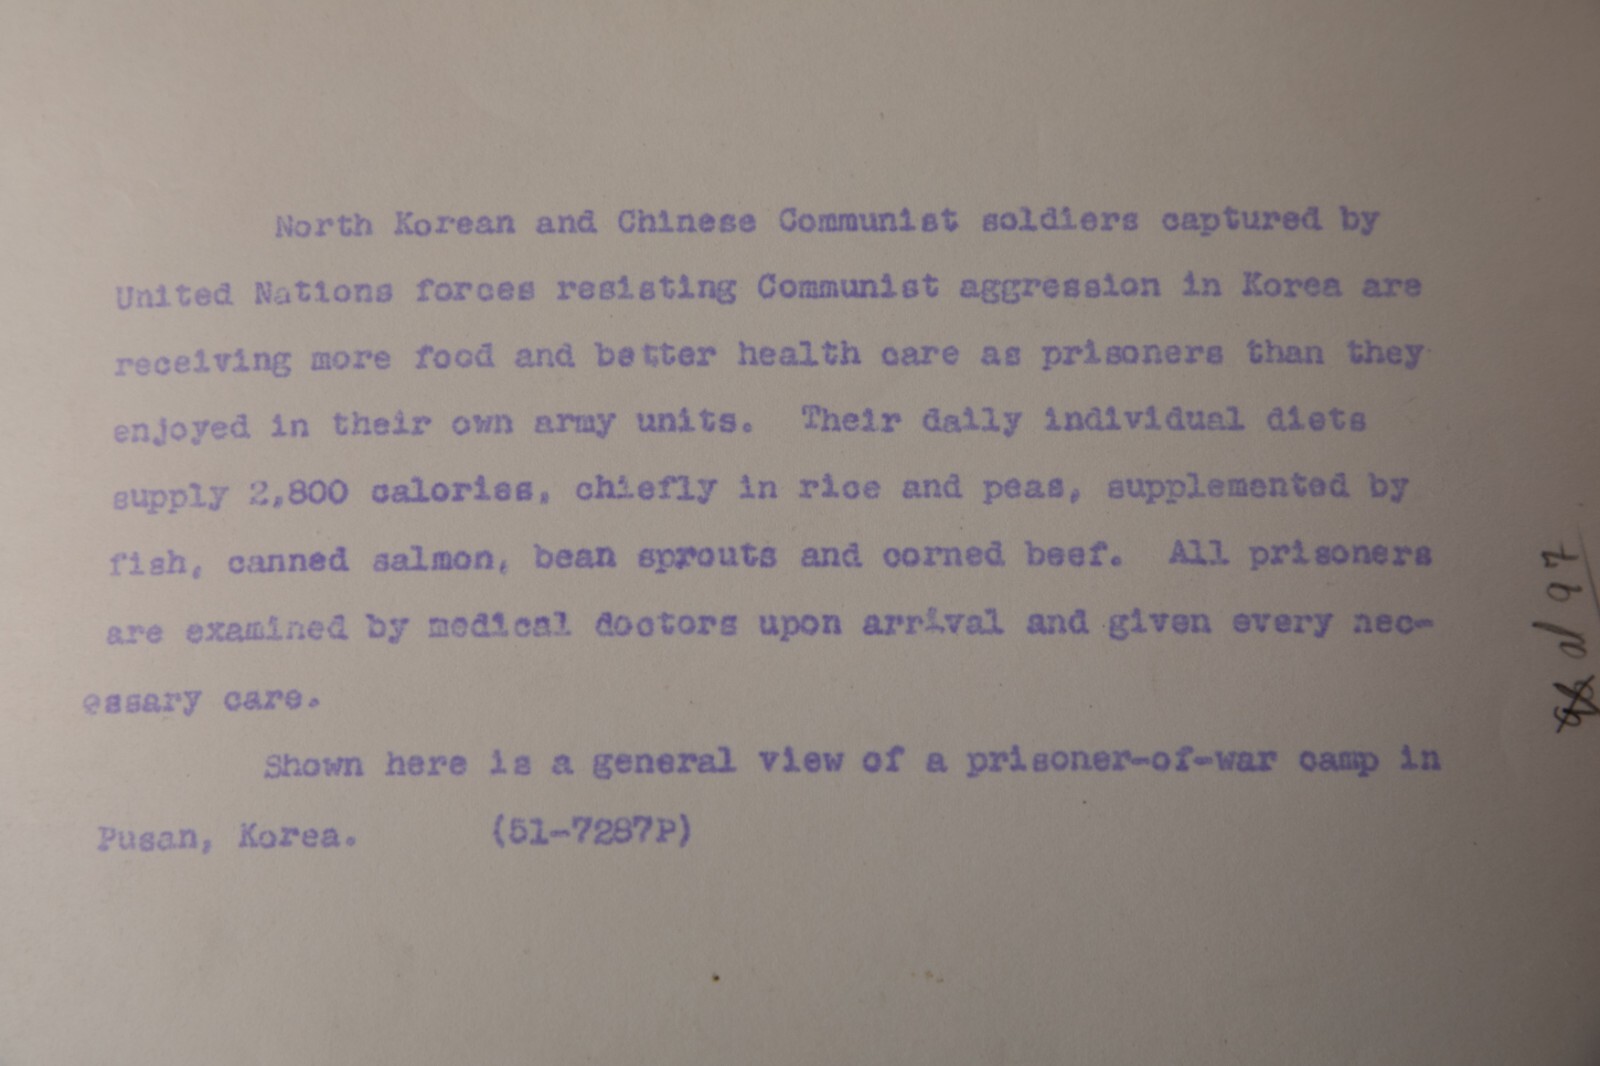 North Korean and Chinese Communist soldiers captured by
United Nations forces resisting Communist aggression in Korea are
receiving more food and better health care as prisoners than they
enjoyed in their own army units. Their daily individual diets
supply 2,800 calories, chiefly in rice and peas, supplemented by
fish, canned salmon, bean sprouts and corned beef. All prisoners
are examined by medical doctors upon arrival and given every nec-
essary care.
Shown here is a general view of a prisoner-of-war camp in
Pusan, Korea. (51-7287P)
97